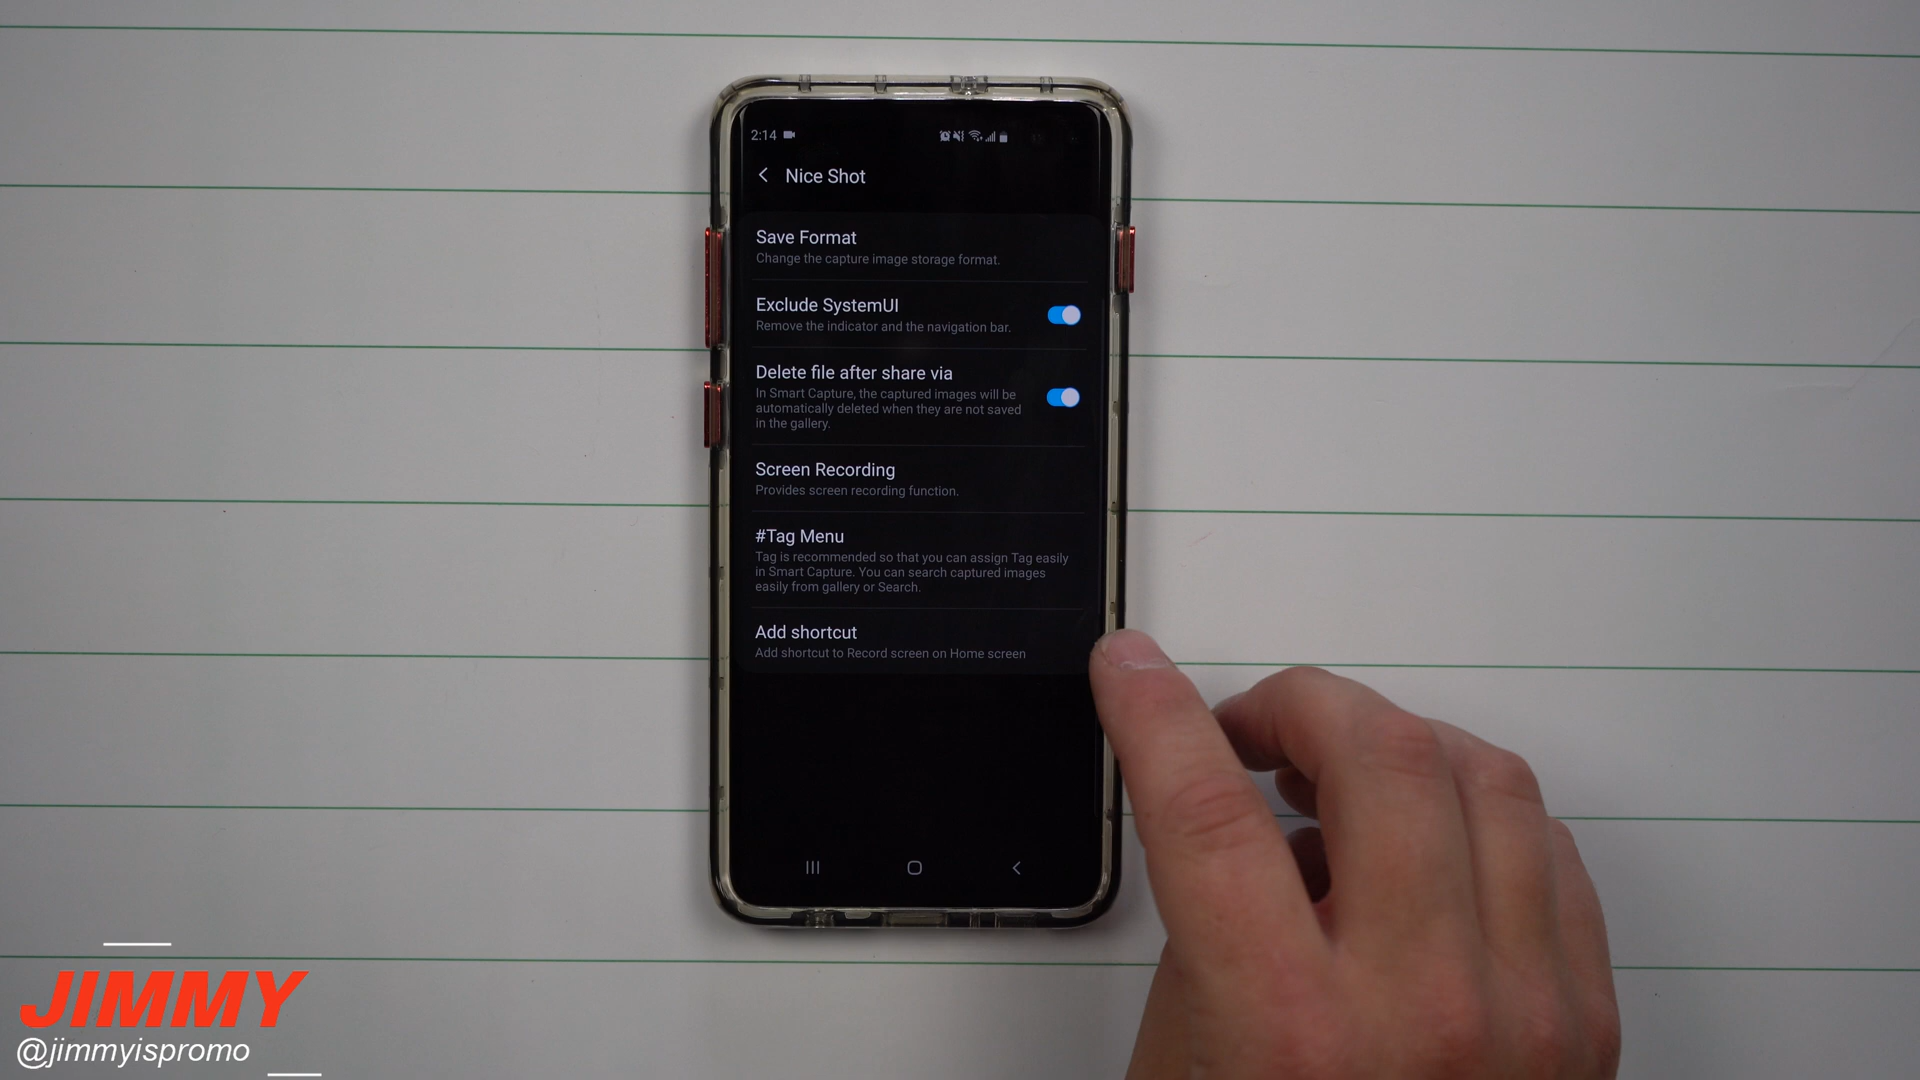 2:14
Nice Shot
Save Format
Change the capture image storage format.
Exclude SystemUI
Remove the indicator and the navigation bar.
Delete file after share via
In Smart Capture, the captured images will be
automatically deleted when they are not saved
in the gallery.
Screen Recording
Provides screen recording function.
#Tag Menu
Tag is recommended so that you can assign Tag easily
in Smart Capture. You can search captured images
easily from gallery or Search.
Add shortcut
Add shortcut to Record screen on Home screen
JIMMY
@jimmyispromo